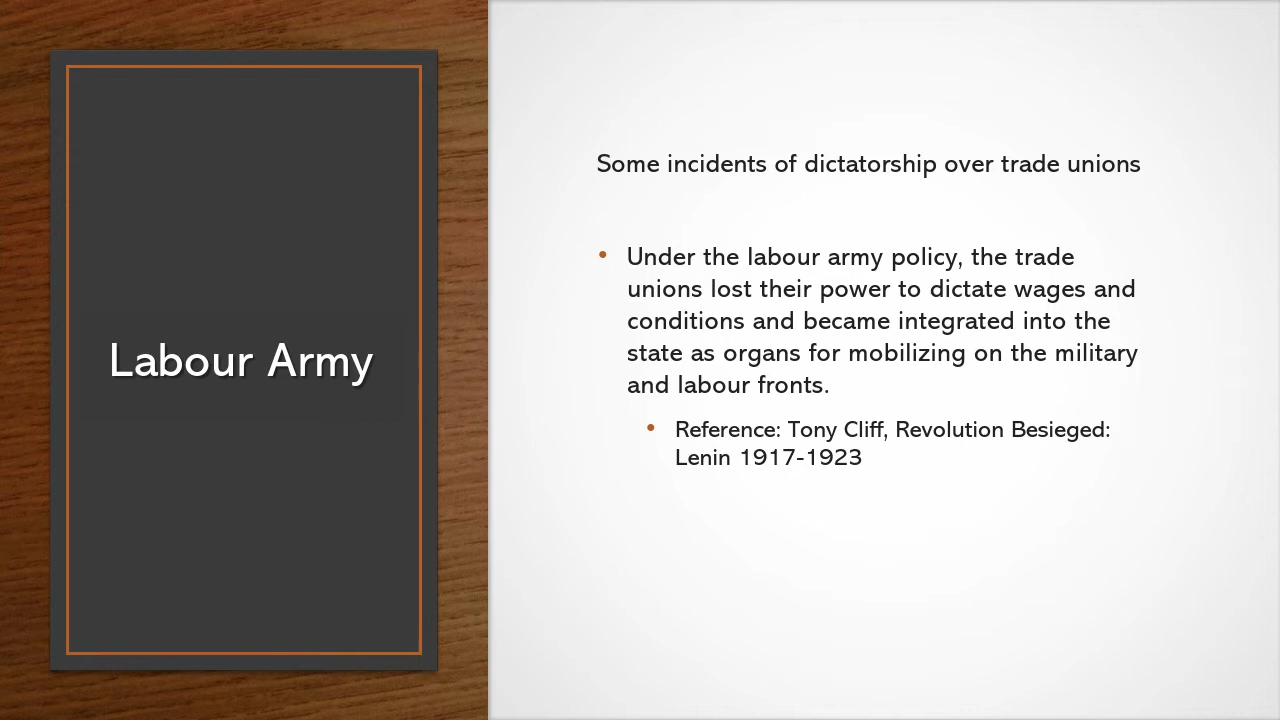 Labour Army
Some incidents of dictatorship over trade unions
• Under the labour army policy, the trade
unions lost their power to dictate wages and
conditions and became integrated into the
state as organs for mobilizing on the military
and labour fronts.
• Reference: Tony Cliff, Revolution Besieged:
Lenin 1917-1923